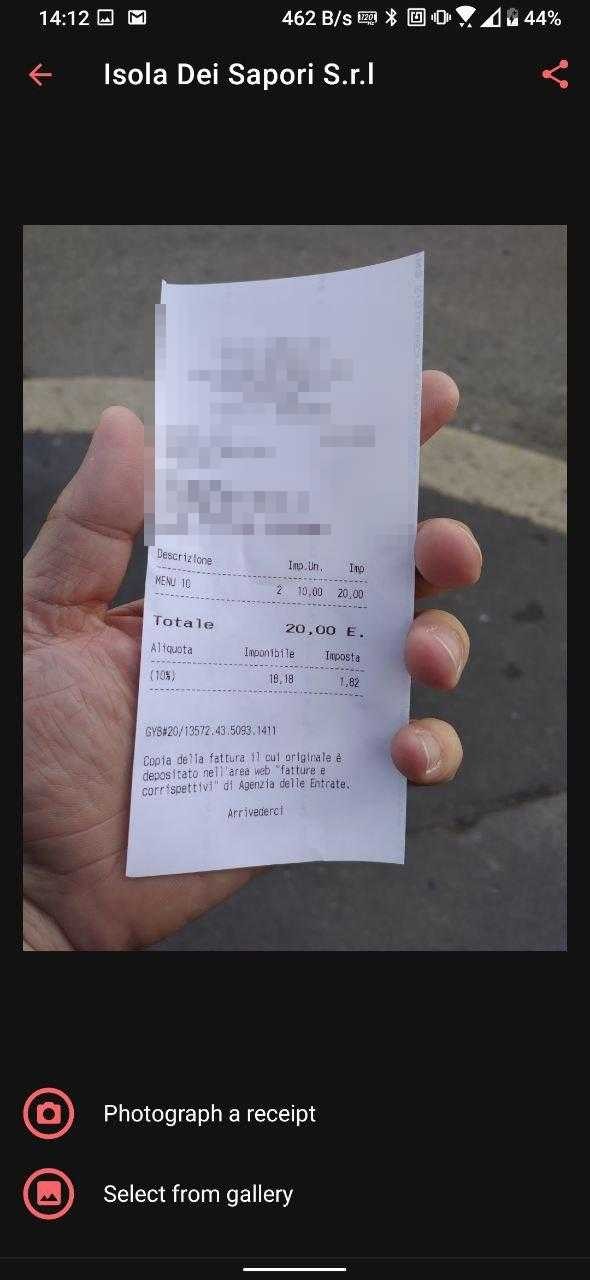 14:12 462 B/s 44%
Isola Dei Sapori S.r.l
Descrizione Imp.Un. Imp
MENU 10 2 10,00 20,00
Totale 20,00 E.
Aliquota Imponibile Imposta
(10%) 18,18 1,82
GYB#20/13572.43.5093.1411
Copia della fattura il cui originale è
depositato nell'area web "fatture e
corrispettivi" di Agenzia delle Entrate.
Arrivederci
Photograph a receipt
Select from gallery